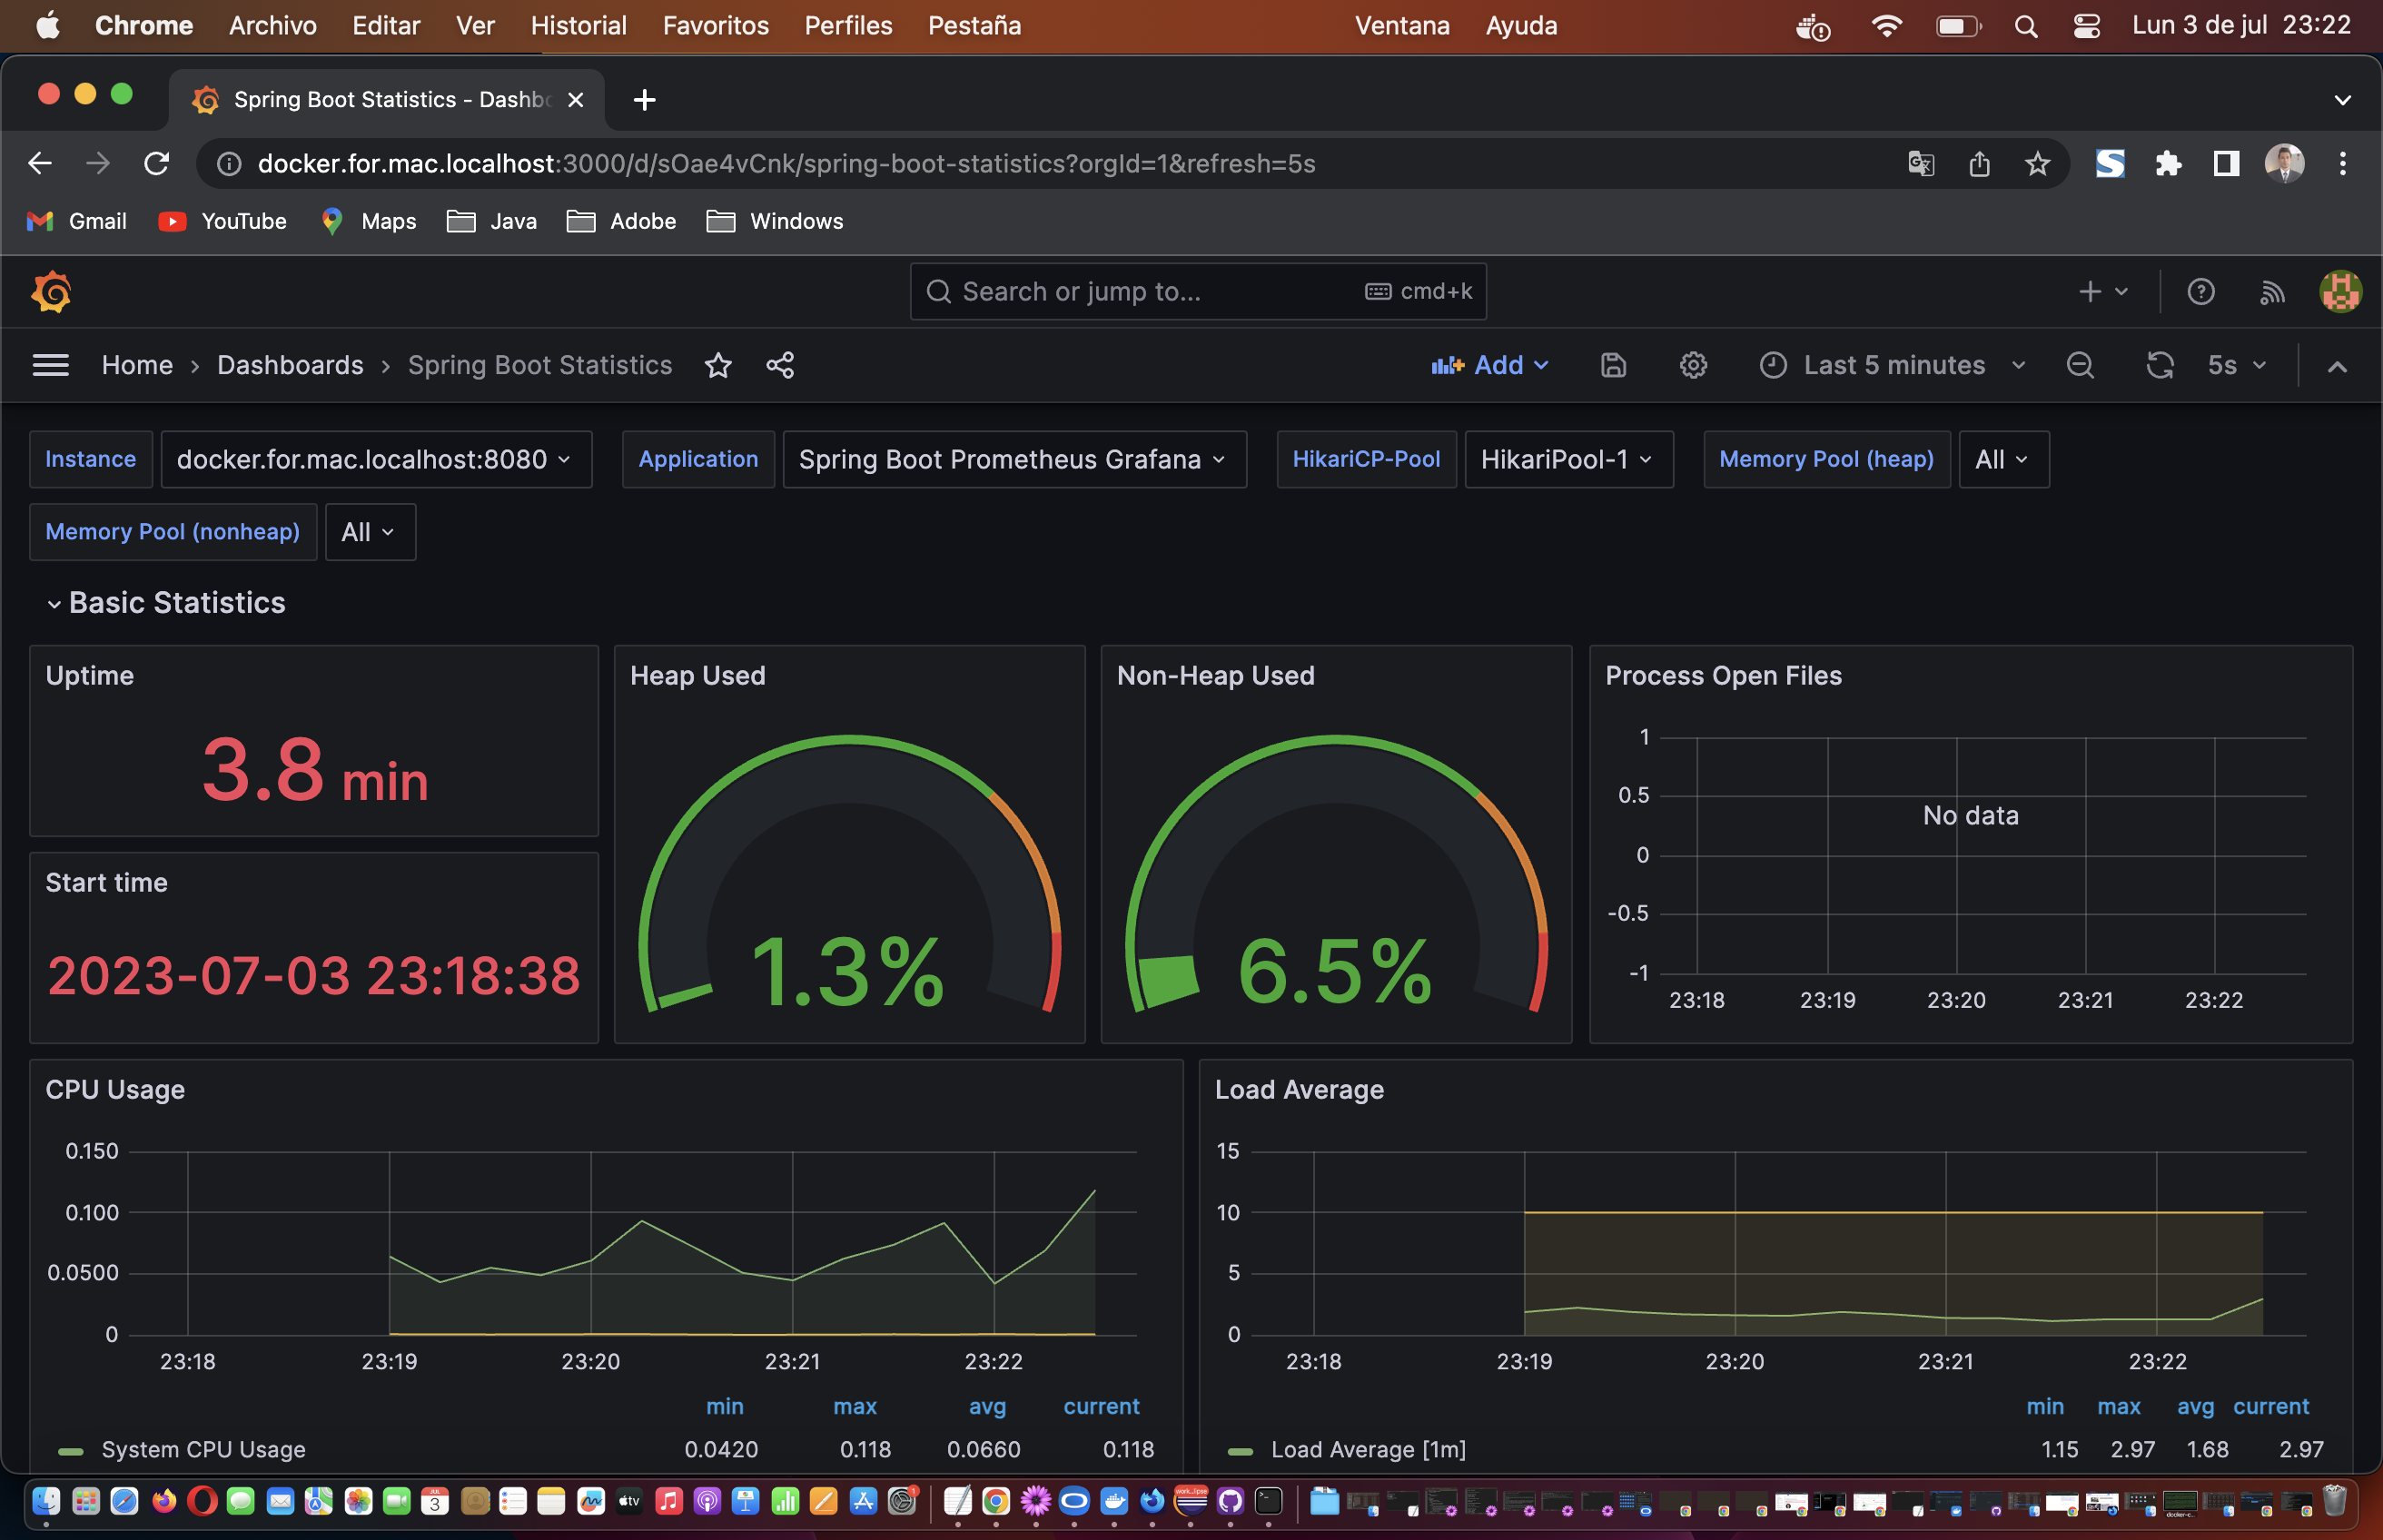 Chrome Archivo Editar Ver Historial Favoritos Perfiles Pestaña Ventana Ayuda Lun 3 de jul 23:22
Spring Boot Statistics - Dashb
docker.for.mac.localhost:3000/d/sOae4vCnk/spring-boot-statistics?orgId=1&refresh=5s
Gmail YouTube Maps Java Adobe Windows
Search or jump to... cmd+k
Home › Dashboards › Spring Boot Statistics Add Last 5 minutes 5s
Instance docker.for.mac.localhost:8080 Application Spring Boot Prometheus Grafana HikariCP-Pool HikariPool-1 Memory Pool (heap) All
Memory Pool (nonheap) All
Basic Statistics
Uptime
3.8 min
Start time
2023-07-03 23:18:38
Heap Used
1.3%
Non-Heap Used
6.5%
Process Open Files
1
0.5
No data
0
-0.5
-1
23:18 23:19 23:20 23:21 23:22
CPU Usage
0.150
0.100
0.0500
0
23:18 23:19 23:20 23:21 23:22
min max avg current
System CPU Usage 0.0420 0.118 0.0660 0.118
Load Average
15
10
5
0
23:18 23:19 23:20 23:21 23:22
min max avg current
Load Average [1m] 1.15 2.97 1.68 2.97
JUL
3
tv
1